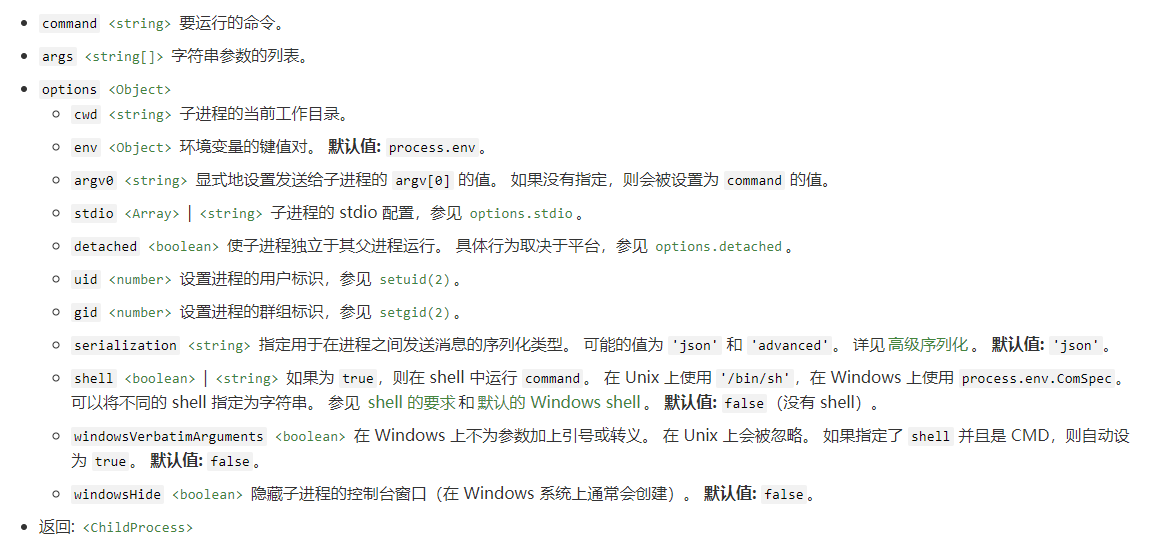 command <string> 要运行的命令。
args <string[]> 字符串参数的列表。
options <Object>
cwd <string> 子进程的当前工作目录。
env <Object> 环境变量的键值对。 默认值: process.env。
argv0 <string> 显式地设置发送给子进程的 argv[0] 的值。 如果没有指定，则会被设置为 command 的值。
stdio <Array> | <string> 子进程的 stdio 配置，参见 options.stdio。
detached <boolean> 使子进程独立于其父进程运行。 具体行为取决于平台，参见 options.detached。
uid <number> 设置进程的用户标识，参见 setuid(2)。
gid <number> 设置进程的群组标识，参见 setgid(2)。
serialization <string> 指定用于在进程之间发送消息的序列化类型。 可能的值为 'json' 和 'advanced'。 详见高级序列化。 默认值: 'json'。
shell <boolean> | <string> 如果为 true，则在 shell 中运行 command。 在 Unix 上使用 '/bin/sh'，在 Windows 上使用 process.env.ComSpec。
可以将不同的 shell 指定为字符串。 参见 shell 的要求和默认的 Windows shell。 默认值: false（没有 shell）。
windowsVerbatimArguments <boolean> 在 Windows 上不为参数加上引号或转义。 在 Unix 上会被忽略。 如果指定了 shell 并且是 CMD，则自动设
为 true。 默认值: false。
windowsHide <boolean> 隐藏子进程的控制台窗口（在 Windows 系统上通常会创建）。 默认值: false。
返回: <ChildProcess>